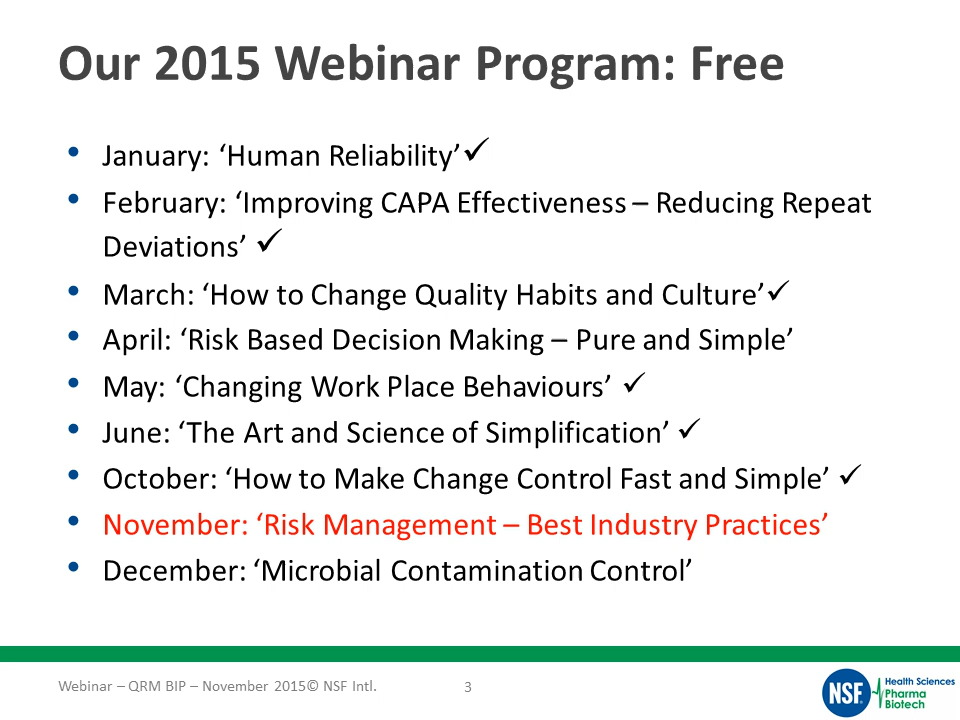 Our 2015 Webinar Program: Free
• January: ‘Human Reliability’✓
• February: ‘Improving CAPA Effectiveness – Reducing Repeat
Deviations’ ✓
• March: ‘How to Change Quality Habits and Culture’✓
• April: ‘Risk Based Decision Making – Pure and Simple’
• May: ‘Changing Work Place Behaviours’ ✓
• June: ‘The Art and Science of Simplification’ ✓
• October: ‘How to Make Change Control Fast and Simple’ ✓
• November: ‘Risk Management – Best Industry Practices’
• December: ‘Microbial Contamination Control’
Webinar – QRM BIP – November 2015© NSF Intl.
3
NSF
Health Sciences
Pharma
Biotech